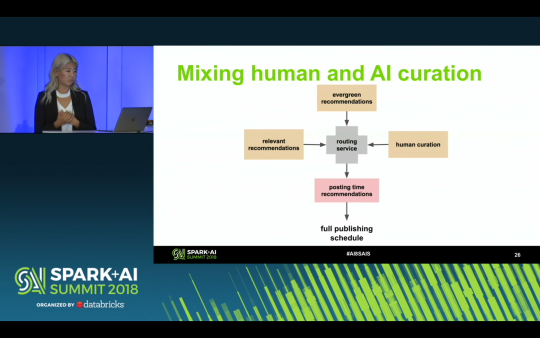 Mixing human and AI curation
evergreen
recommendations
relevant
recommendations
routing
service
human curation
posting time
recommendations
full publishing
schedule
SPARK+AI
SUMMIT 2018
#AI8SAIS
26
SPARK+AI
SUMMIT 2018
ORGANIZED BY databricks